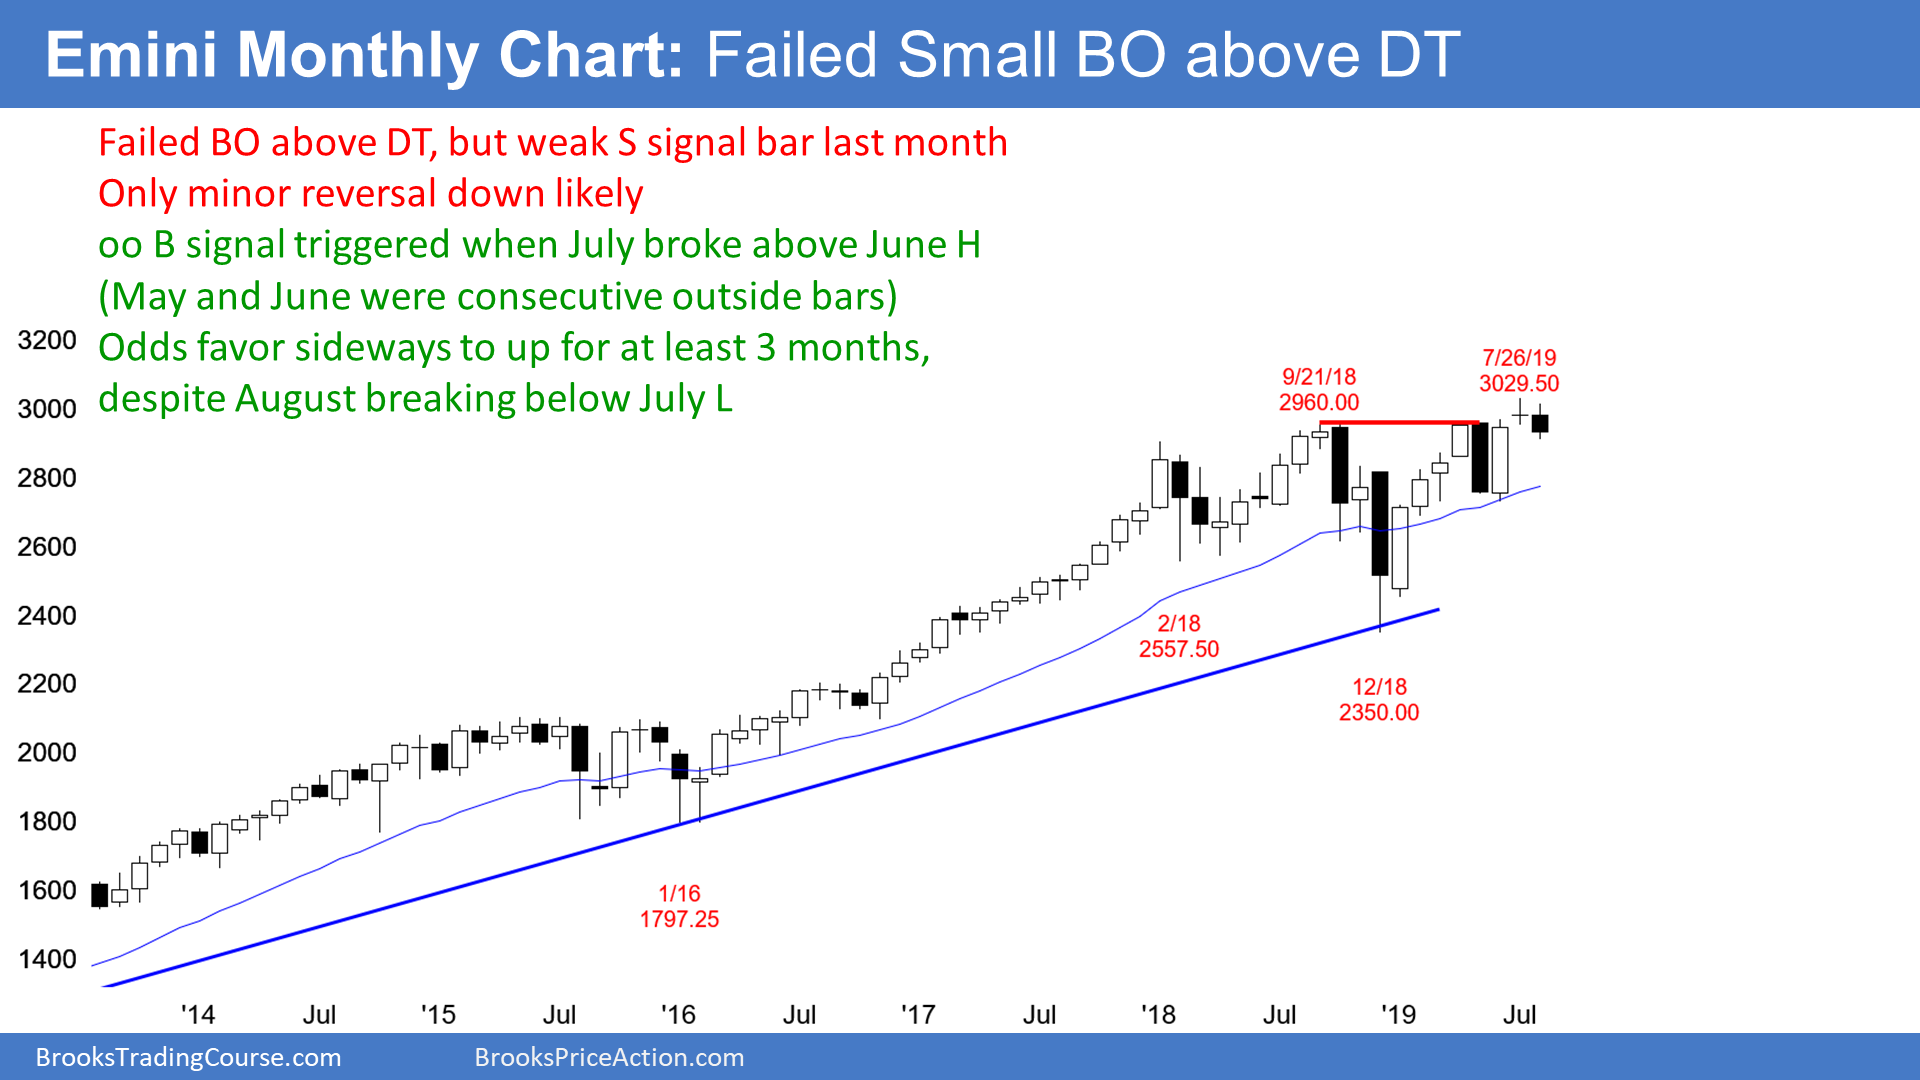 Emini Monthly Chart: Failed Small BO above DT
Failed BO above DT, but weak S signal bar last month
Only minor reversal down likely
oo B signal triggered when July broke above June H
(May and June were consecutive outside bars)
Odds favor sideways to up for at least 3 months,
despite August breaking below July L
3200
3000
2800
2600
2400
2200
2000
1800
1600
1400
9/21/18
2960.00
7/26/19
3029.50
2/18
2557.50
12/18
2350.00
1/16
1797.25
'14 Jul '15 Jul '16 Jul '17 Jul '18 Jul '19 Jul
BrooksTradingCourse.com BrooksPriceAction.com